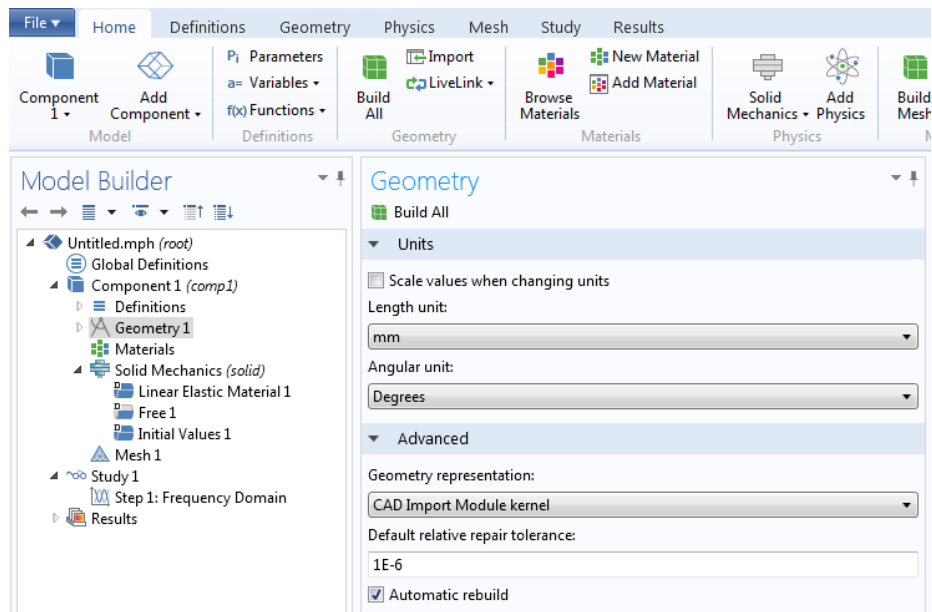 File Home Definitions Geometry Physics Mesh Study Results
Pi Parameters
a= Variables
f(x) Functions
Component
1
Add
Component
Build
All
Import
LiveLink
Browse
Materials
New Material
Add Material
Solid
Mechanics
Add
Physics
Build
Mesh
Model Definitions Geometry Materials Physics
Model Builder
Untitled.mph (root)
Global Definitions
Component 1 (comp1)
Definitions
Geometry 1
Materials
Solid Mechanics (solid)
Linear Elastic Material 1
Free 1
Initial Values 1
Mesh 1
Study 1
Step 1: Frequency Domain
Results
Geometry
Build All
Units
Scale values when changing units
Length unit:
mm
Angular unit:
Degrees
Advanced
Geometry representation:
CAD Import Module kernel
Default relative repair tolerance:
1E-6
Automatic rebuild